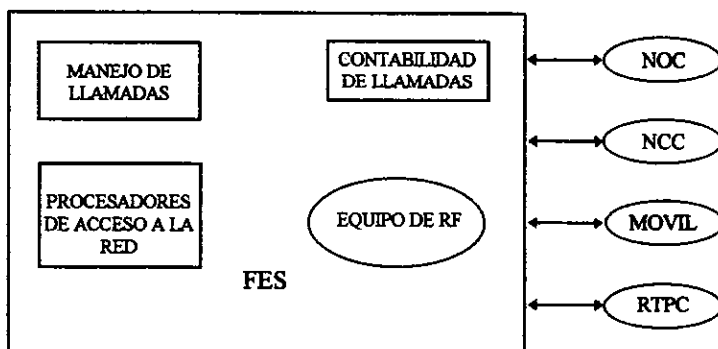 MANEJO DE
LLAMADAS
CONTABILIDAD
DE LLAMADAS
NOC
NCC
PROCESADORES
DE ACCESO A LA
RED
EQUIPO DE RF
MOVIL
FES
RTPC